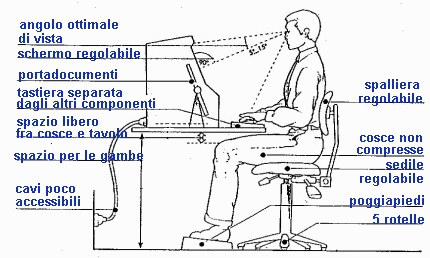 angolo ottimale
di vista
schermo regolabile
portadocumenti
tastiera separata
dagli altri componenti
spazio libero
fra cosce e tavolo
spazio per le gambe
cavi poco
accessibili
90°
spalliera
regolabile
cosce non
compresse
sedile
regolabile
poggiapiedi
5 rotelle